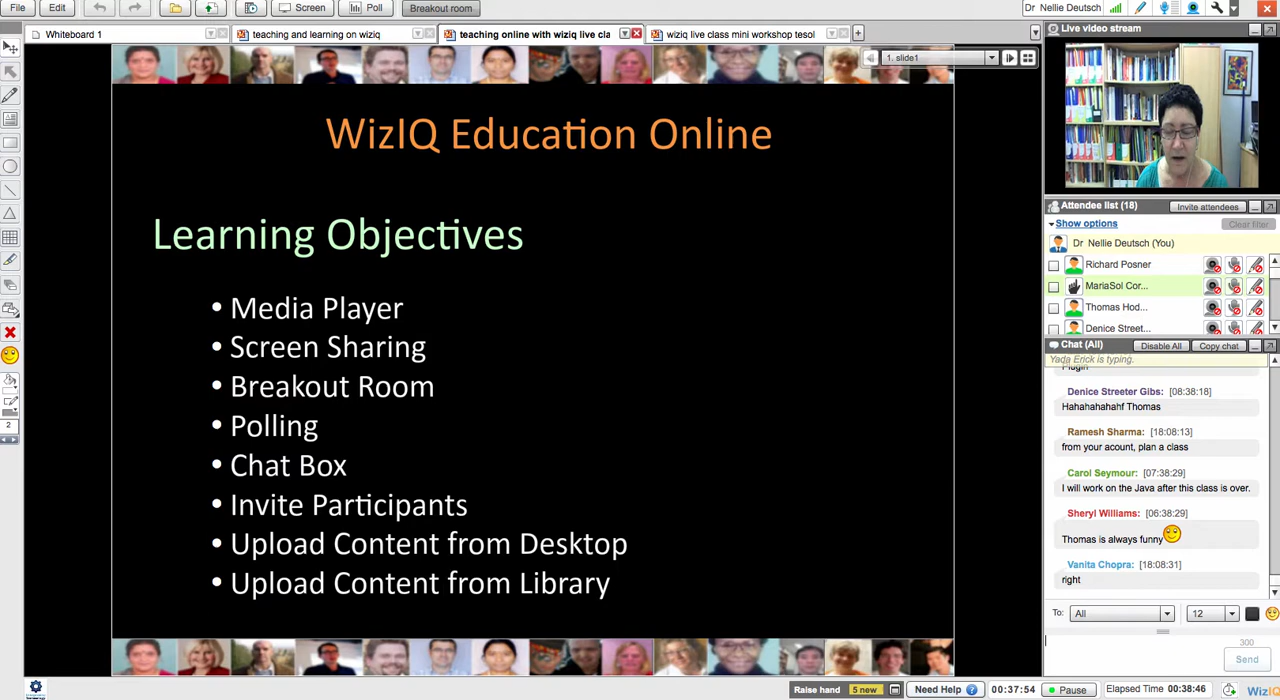 File Edit Screen Poll Breakout room Dr Nellie Deutsch
Whiteboard 1 teaching and learning on wiziq teaching online with wiziq live cla wiziq live class mini workshop tesol
1. slide1
WizIQ Education Online
Learning Objectives
• Media Player
• Screen Sharing
• Breakout Room
• Polling
• Chat Box
• Invite Participants
• Upload Content from Desktop
• Upload Content from Library
2
Live video stream
Attendee list (18) Invite attendees
Show options Clear filter
Dr Nellie Deutsch (You)
Richard Posner
MariaSol Cor...
Thomas Hod...
Denice Street...
Chat (All) Disable All Copy chat
Yada Erick is typing.
Plugin
Denice Streeter Gibs: [08:38:18]
Hahahahahahf Thomas
Ramesh Sharma: [18:08:13]
from your acount, plan a class
Carol Seymour: [07:38:29]
I will work on the Java after this class is over.
Sheryl Williams: [06:38:29]
Thomas is always funny
Vanita Chopra: [18:08:31]
right
To: All 12
300
Send
Raise hand 5 new Need Help ? 00:37:54 Pause Elapsed Time 00:38:46 WizIQ